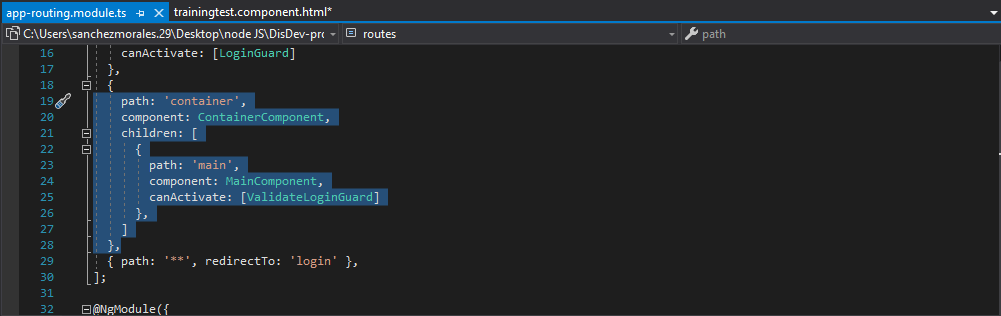 app-routing.module.ts trainingtest.component.html*
C:\Users\sanchezmorales.29\Desktop\node JS\DisDev-pro routes path
16 canActivate: [LoginGuard]
17 },
18 {
19 path: 'container',
20 component: ContainerComponent,
21 children: [
22 {
23 path: 'main',
24 component: MainComponent,
25 canActivate: [ValidateLoginGuard]
26 },
27 ]
28 },
29 { path: '**', redirectTo: 'login' },
30 ];
31
32 @NgModule({